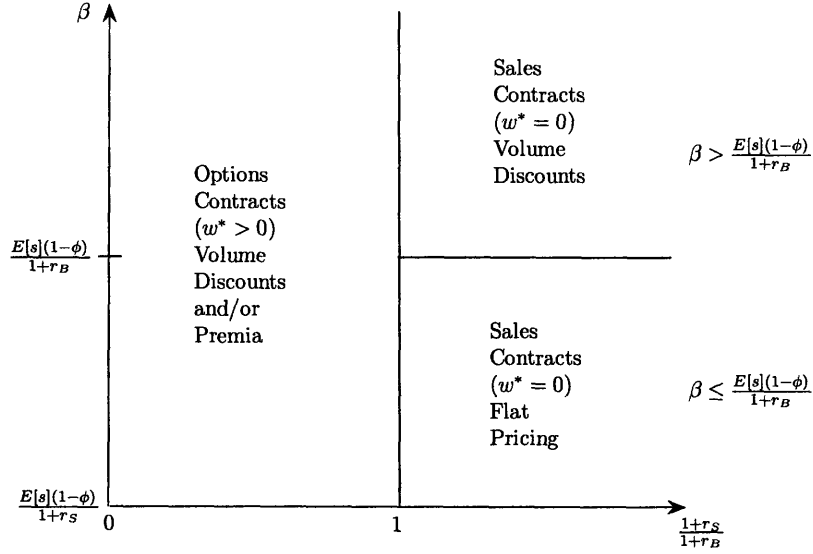 β
Sales
Contracts
(w* = 0)
Volume
Discounts
β > E[s](1−ϕ)/1+r_B
Options
Contracts
(w* > 0)
Volume
Discounts
and/or
Premia
E[s](1−ϕ)/1+r_B
Sales
Contracts
(w* = 0)
Flat
Pricing
β ≤ E[s](1−ϕ)/1+r_B
E[s](1−ϕ)/1+r_S
0
1
1+r_S/1+r_B